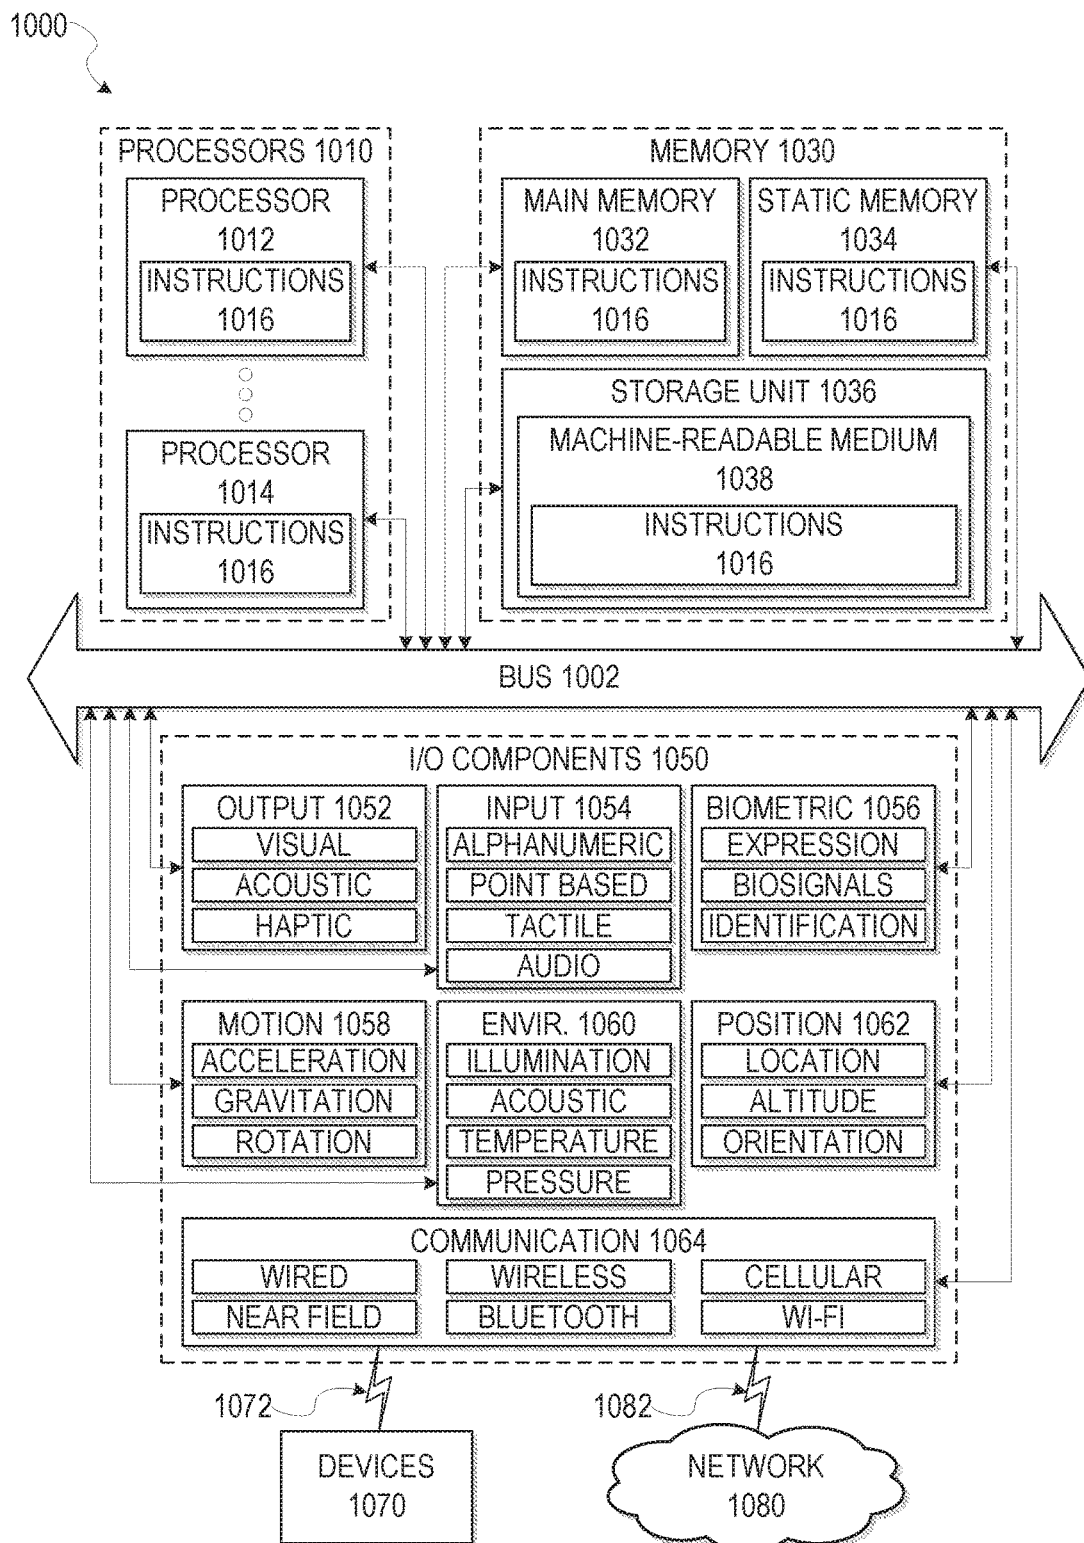 1000
PROCESSORS 1010
PROCESSOR
1012
INSTRUCTIONS
1016
PROCESSOR
1014
INSTRUCTIONS
1016
MEMORY 1030
MAIN MEMORY
1032
INSTRUCTIONS
1016
STATIC MEMORY
1034
INSTRUCTIONS
1016
STORAGE UNIT 1036
MACHINE-READABLE MEDIUM
1038
INSTRUCTIONS
1016
BUS 1002
I/O COMPONENTS 1050
OUTPUT 1052
VISUAL
ACOUSTIC
HAPTIC
INPUT 1054
ALPHANUMERIC
POINT BASED
TACTILE
AUDIO
BIOMETRIC 1056
EXPRESSION
BIOSIGNALS
IDENTIFICATION
MOTION 1058
ACCELERATION
GRAVITATION
ROTATION
ENVIR. 1060
ILLUMINATION
ACOUSTIC
TEMPERATURE
PRESSURE
POSITION 1062
LOCATION
ALTITUDE
ORIENTATION
COMMUNICATION 1064
WIRED
WIRELESS
CELLULAR
NEAR FIELD
BLUETOOTH
WI-FI
1072
1082
DEVICES
1070
NETWORK
1080